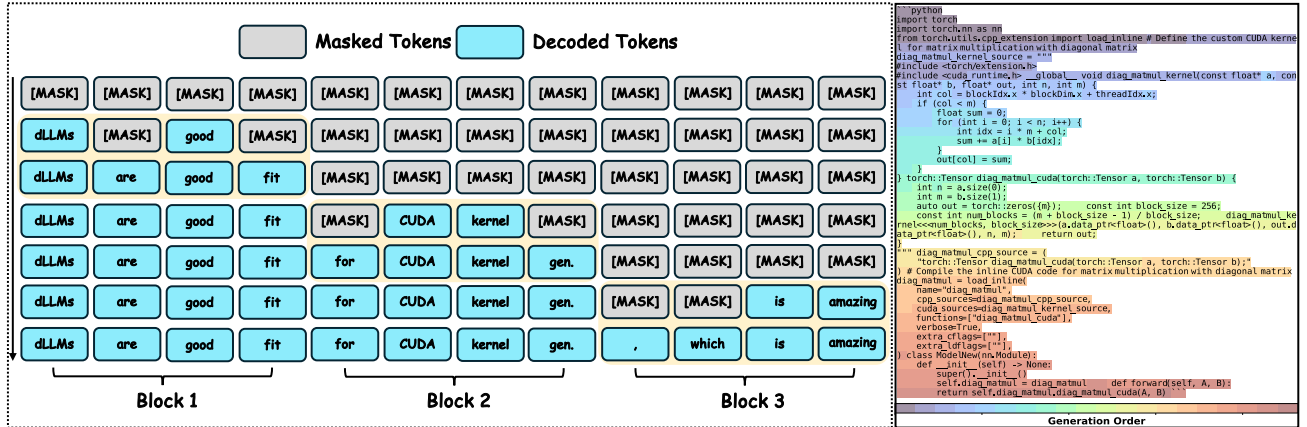 Masked Tokens Decoded Tokens
[MASK] [MASK] [MASK] [MASK] [MASK] [MASK] [MASK] [MASK] [MASK] [MASK] [MASK] [MASK]
dLLMs [MASK] good [MASK] [MASK] [MASK] [MASK] [MASK] [MASK] [MASK] [MASK] [MASK]
dLLMs are good fit [MASK] [MASK] [MASK] [MASK] [MASK] [MASK] [MASK] [MASK]
dLLMs are good fit [MASK] CUDA kernel [MASK] [MASK] [MASK] [MASK] [MASK]
dLLMs are good fit for CUDA kernel gen. [MASK] [MASK] [MASK] [MASK]
dLLMs are good fit for CUDA kernel gen. [MASK] [MASK] is amazing
dLLMs are good fit for CUDA kernel gen. , which is amazing
Block 1 Block 2 Block 3
```python
import torch
import torch.nn as nn
from torch.utils.cpp_extension import load_inline # Define the custom CUDA kerne
l for matrix multiplication with diagonal matrix
diag_matmul_kernel_source = """
#include <torch/extension.h>
#include <cuda_runtime.h> __global__ void diag_matmul_kernel(const float* a, con
st float* b, float* out, int n, int m) {
    int col = blockIdx.x * blockDim.x + threadIdx.x;
    if (col < m) {
        float sum = 0;
        for (int i = 0; i < n; i++) {
            int idx = i * m + col;
            sum += a[i] * b[idx];
        }
        out[col] = sum;
    }
} torch::Tensor diag_matmul_cuda(torch::Tensor a, torch::Tensor b) {
    int n = a.size(0);
    int m = b.size(1);
    auto out = torch::zeros({m});    const int block_size = 256;
    const int num_blocks = (m + block_size - 1) / block_size;    diag_matmul_ke
rnel<<<num_blocks, block_size>>>(a.data_ptr<float>(), b.data_ptr<float>(), out.d
ata_ptr<float>(), n, m);    return out;
}
""" diag_matmul_cpp_source = (
    "torch::Tensor diag_matmul_cuda(torch::Tensor a, torch::Tensor b);"
) # Compile the inline CUDA code for matrix multiplication with diagonal matrix
diag_matmul = load_inline(
    name="diag_matmul",
    cpp_sources=diag_matmul_cpp_source,
    cuda_sources=diag_matmul_kernel_source,
    functions=["diag_matmul_cuda"],
    verbose=True,
    extra_cflags=[""],
    extra_ldflags=[""],
) class ModelNew(nn.Module):
    def __init__(self) -> None:
        super().__init__()
        self.diag_matmul = diag_matmul    def forward(self, A, B):
        return self.diag_matmul.diag_matmul_cuda(A, B) ```
Generation Order